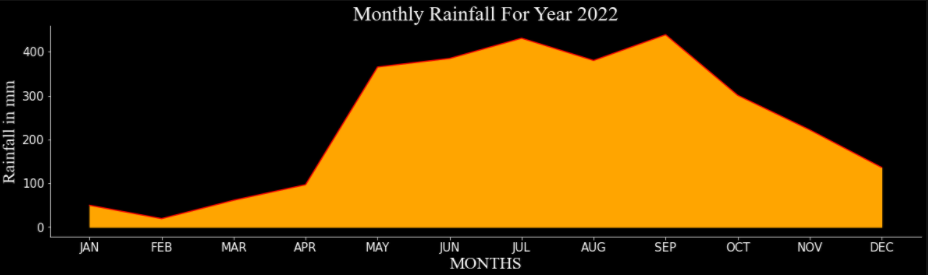 Monthly Rainfall For Year 2022
Rainfall in mm
400
300
200
100
0
JAN FEB MAR APR MAY JUN JUL AUG SEP OCT NOV DEC
MONTHS